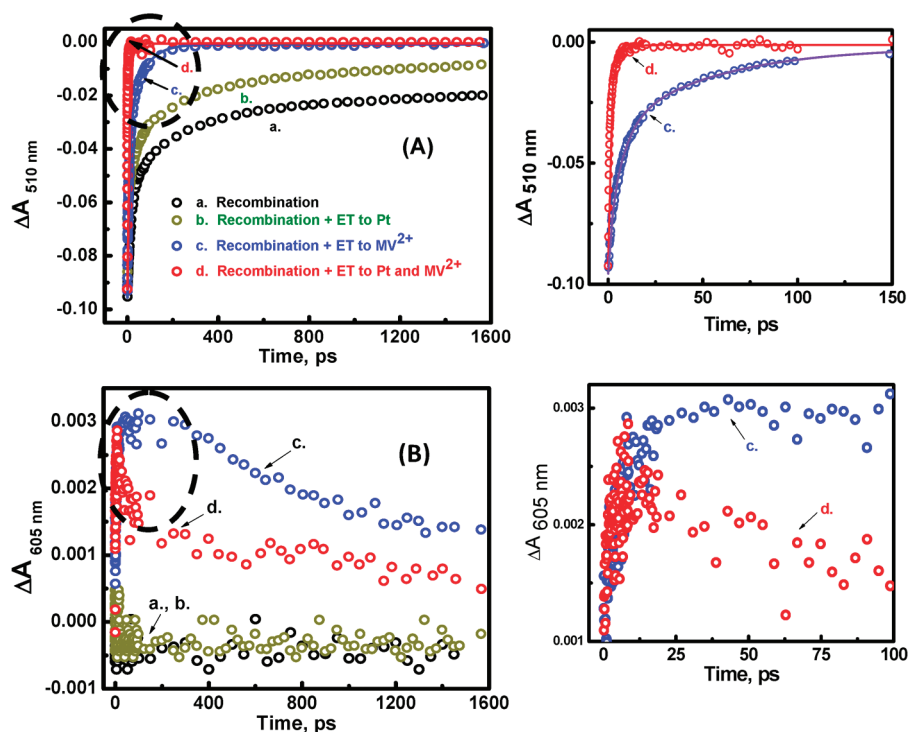 0.00
-0.02
-0.04
-0.06
-0.08
-0.10
ΔA 510 nm
d.
c.
b.
a.
(A)
a. Recombination
b. Recombination + ET to Pt
c. Recombination + ET to MV2+
d. Recombination + ET to Pt and MV2+
0 400 800 1200 1600
Time, ps
0.00
-0.05
-0.10
ΔA 510 nm
d.
c.
0 50 100 150
Time, ps
0.003
0.002
0.001
0.000
-0.001
ΔA 605 nm
c.
(B)
d.
a., b.
0 400 800 1200 1600
Time, ps
0.003
0.002
0.001
ΔA 605 nm
c.
d.
0 25 50 75 100
Time, ps